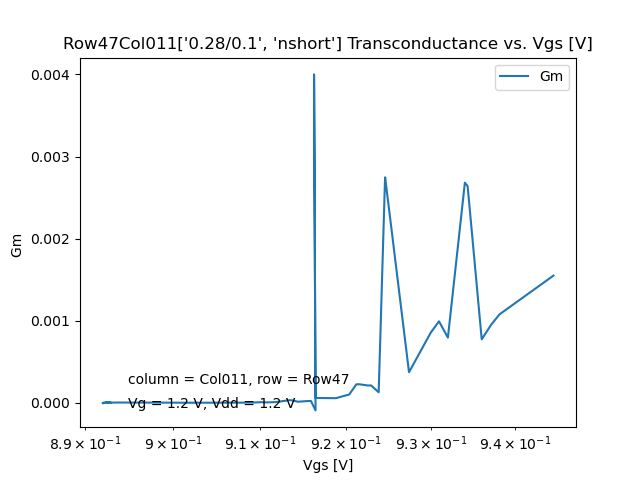 Row47Col011['0.28/0.1', 'nshort'] Transconductance vs. Vgs [V]
Gm
0.004
0.003
0.002
0.001
0.000
Gm
column = Col011, row = Row47
Vg = 1.2 V, Vdd = 1.2 V
8.9 × 10⁻¹ 9 × 10⁻¹ 9.1 × 10⁻¹ 9.2 × 10⁻¹ 9.3 × 10⁻¹ 9.4 × 10⁻¹
Vgs [V]